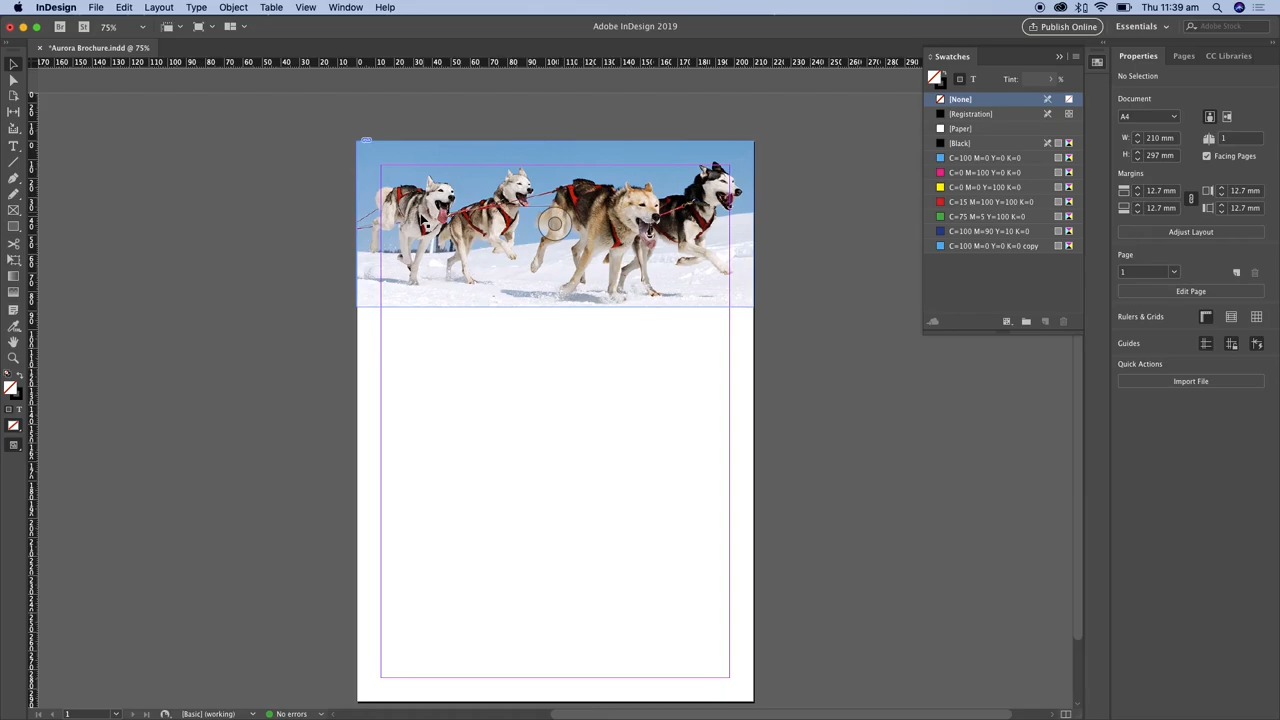 InDesign File Edit Layout Type Object Table View Window Help
Thu 11:39 am
Br St 75%
Adobe InDesign 2019
Publish Online
Essentials
Adobe Stock
× *Aurora Brochure.indd @ 75%
Swatches
Tint: %
[None]
[Registration]
[Paper]
[Black]
C=100 M=0 Y=0 K=0
C=0 M=100 Y=0 K=0
C=0 M=0 Y=100 K=0
C=15 M=100 Y=100 K=0
C=75 M=5 Y=100 K=0
C=100 M=90 Y=10 K=0
C=100 M=0 Y=0 K=0 copy
Properties Pages CC Libraries
No Selection
Document
A4
W: 210 mm
1
H: 297 mm
Facing Pages
Margins
12.7 mm 12.7 mm
12.7 mm 12.7 mm
Adjust Layout
Page
1
Edit Page
Rulers & Grids
Guides
Quick Actions
Import File
1
[Basic] (working)
No errors